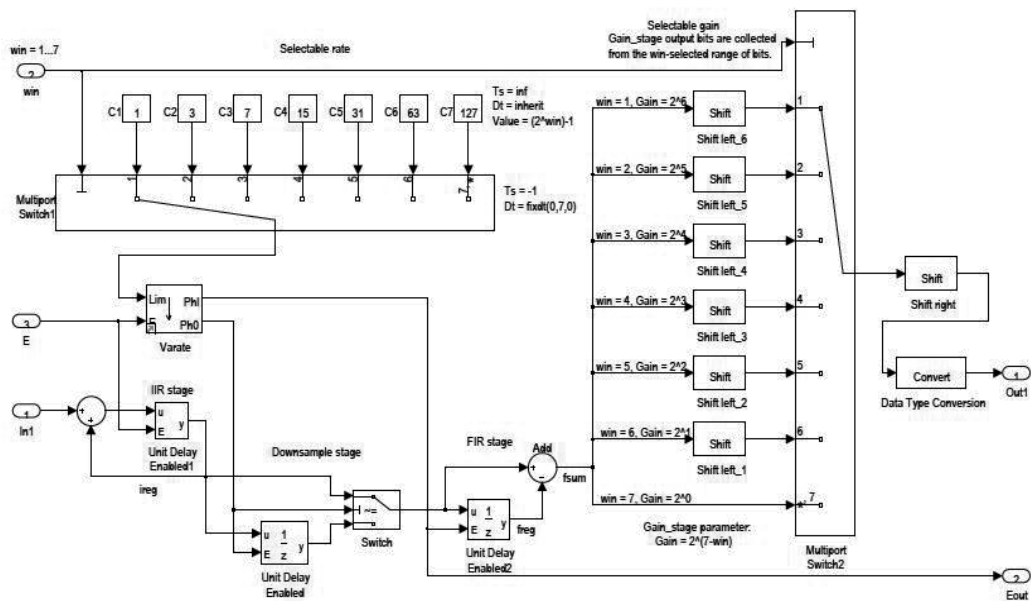 Selectable gain
Gain_stage output bits are collected
from the win-selected range of bits.
win = 1...7
Selectable rate
2
win
C1 1
C2 3
C3 7
C4 15
C5 31
C6 63
C7 127
Ts = inf
Dt = inherit
Value = (2^win)-1
1
2
3
4
5
6
7, *
Multiport
Switch1
Ts = -1
Dt = fixdt(0,7,0)
win = 1, Gain = 2^6
Shift
Shift left_6
1
win = 2, Gain = 2^5
Shift
Shift left_5
2
win = 3, Gain = 2^4
Shift
Shift left_4
3
win = 4, Gain = 2^3
Shift
Shift left_3
4
win = 5, Gain = 2^2
Shift
Shift left_2
5
win = 6, Gain = 2^1
Shift
Shift left_1
6
win = 7, Gain = 2^0
*, 7
Gain_stage parameter:
Gain = 2^(7-win)
Multiport
Switch2
Shift
Shift right
Convert
Data Type Conversion
1
Out1
Lim
PhI
E
Ph0
Varate
3
E
1
In1
+
+
IIR stage
u
E
y
Unit Delay
Enabled1
ireg
Downsample stage
~=
Switch
u
E
1
z
y
Unit Delay
Enabled
FIR stage
Add
+
-
fsum
u
E
1
z
y
freg
Unit Delay
Enabled2
2
Eout